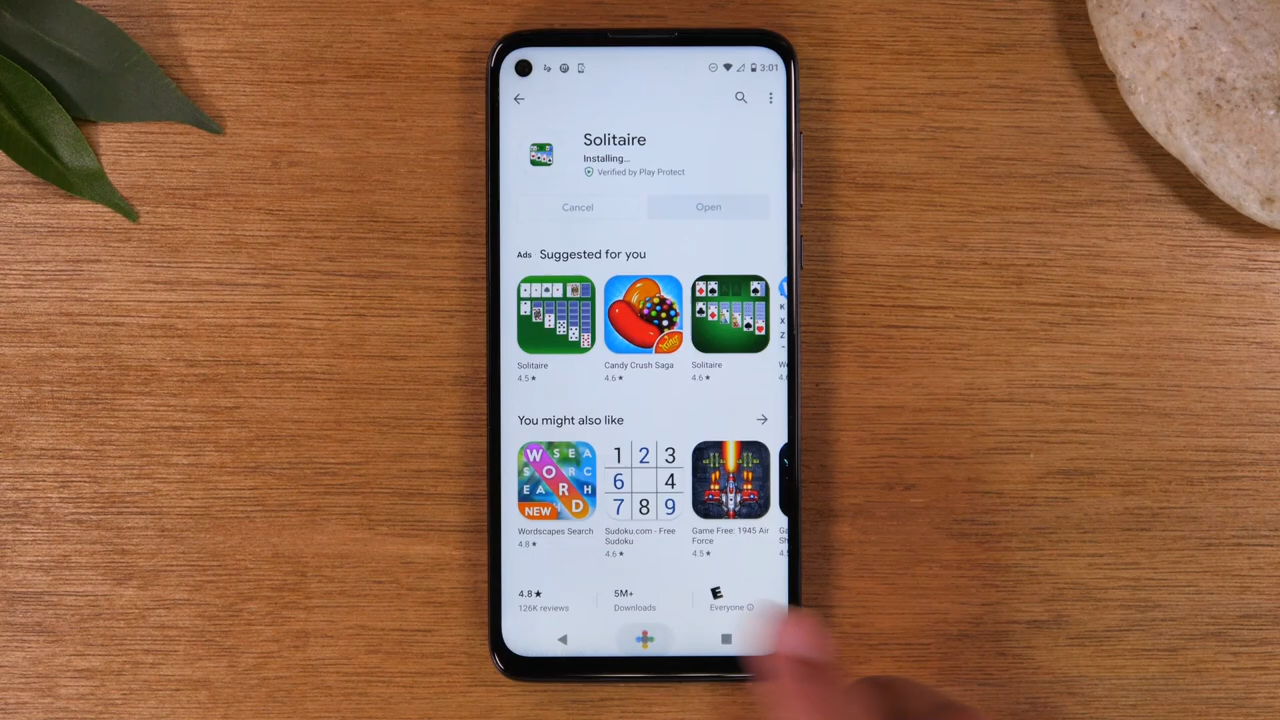 3:01
Solitaire
Installing...
Verified by Play Protect
Cancel
Open
Ads Suggested for you
King
Solitaire
Candy Crush Saga
Solitaire
4.5★
4.6★
4.6★
You might also like
WORD
NEW
1 2 3
6 4
7 8 9
Wordscapes Search
Sudoku.com - Free
Sudoku
Game Free: 1945 Air
Force
4.8★
4.6★
4.5★
4.8★
5M+
E
126K reviews
Downloads
Everyone